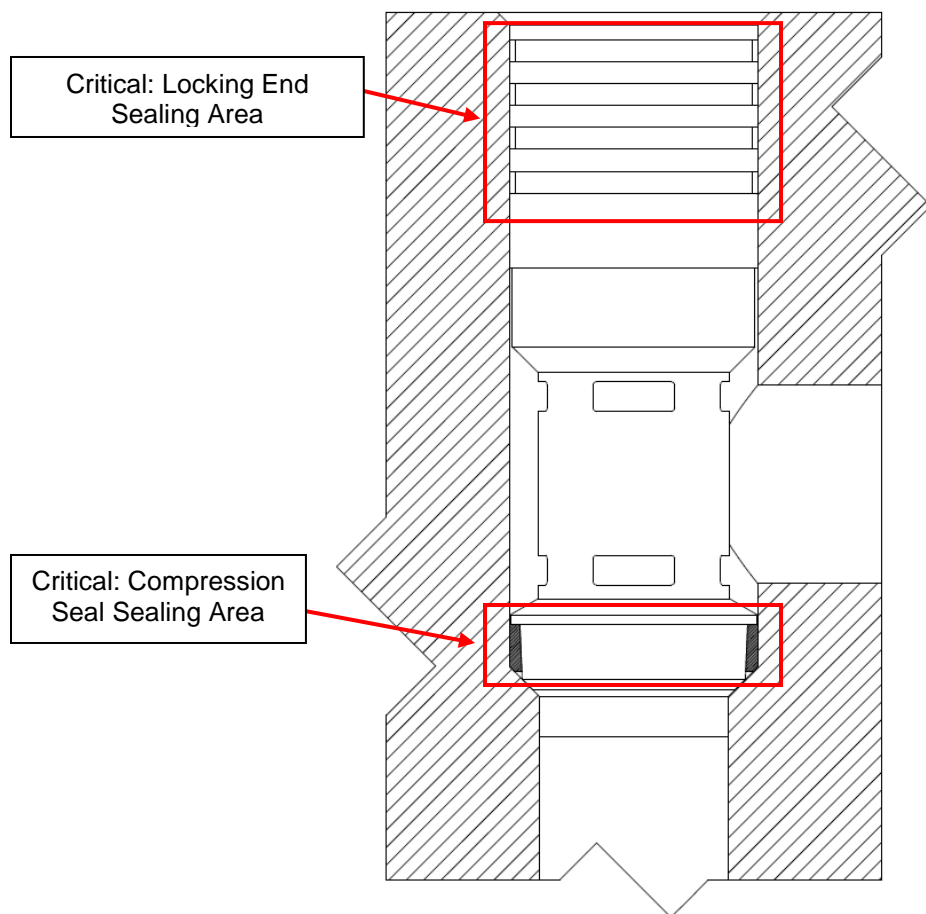 Critical: Locking End
Sealing Area
Critical: Compression
Seal Sealing Area